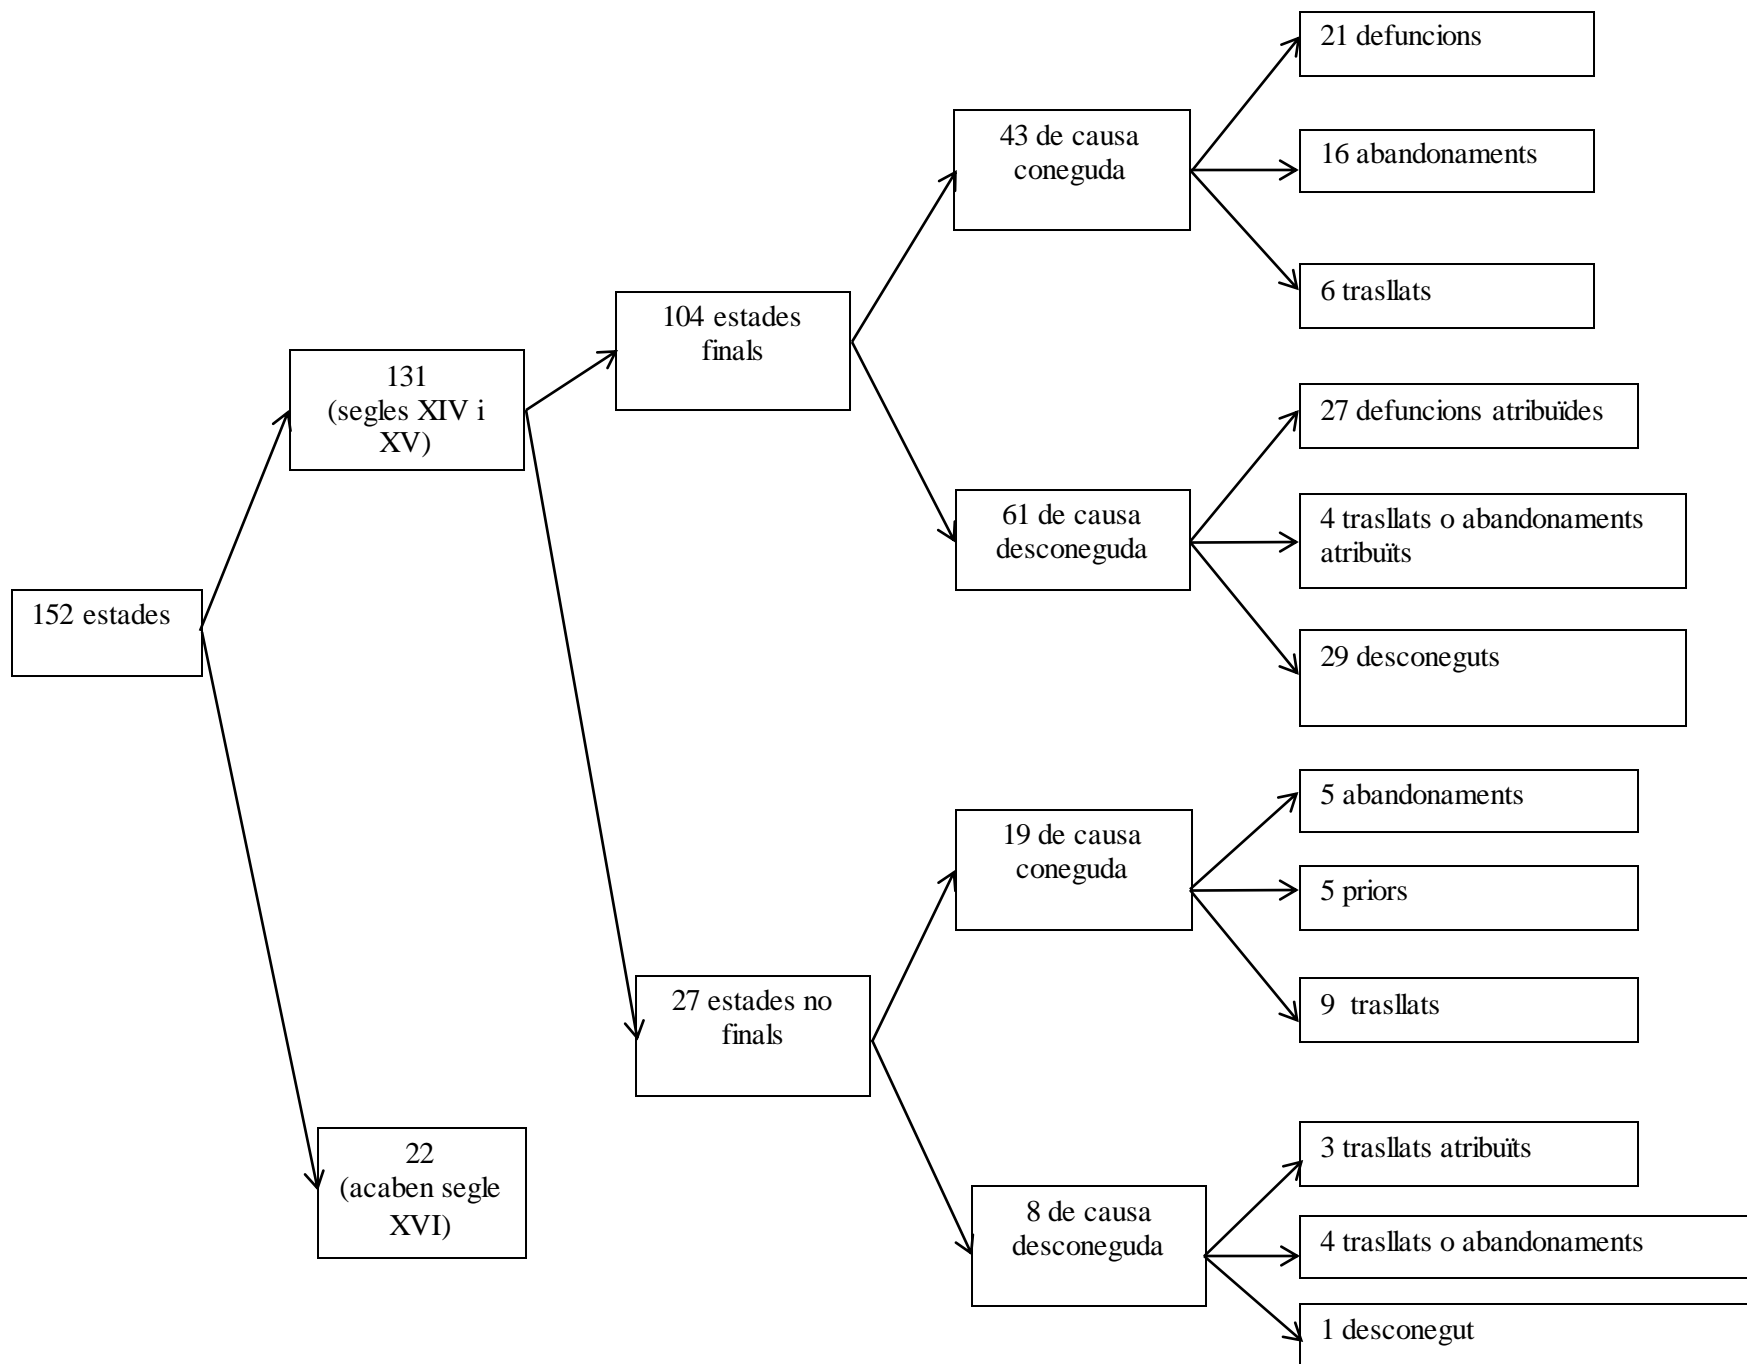 21 defuncions
43 de causa
coneguda
16 abandonaments
6 trasllats
104 estades
finals
131
(segles XIV i
XV)
27 defuncions atribuïdes
61 de causa
desconeguda
4 trasllats o abandonaments
atribuïts
152 estades
29 desconeguts
5 abandonaments
19 de causa
coneguda
5 priors
27 estades no
finals
9 trasllats
22
(acaben segle
XVI)
3 trasllats atribuïts
8 de causa
desconeguda
4 trasllats o abandonaments
1 desconegut